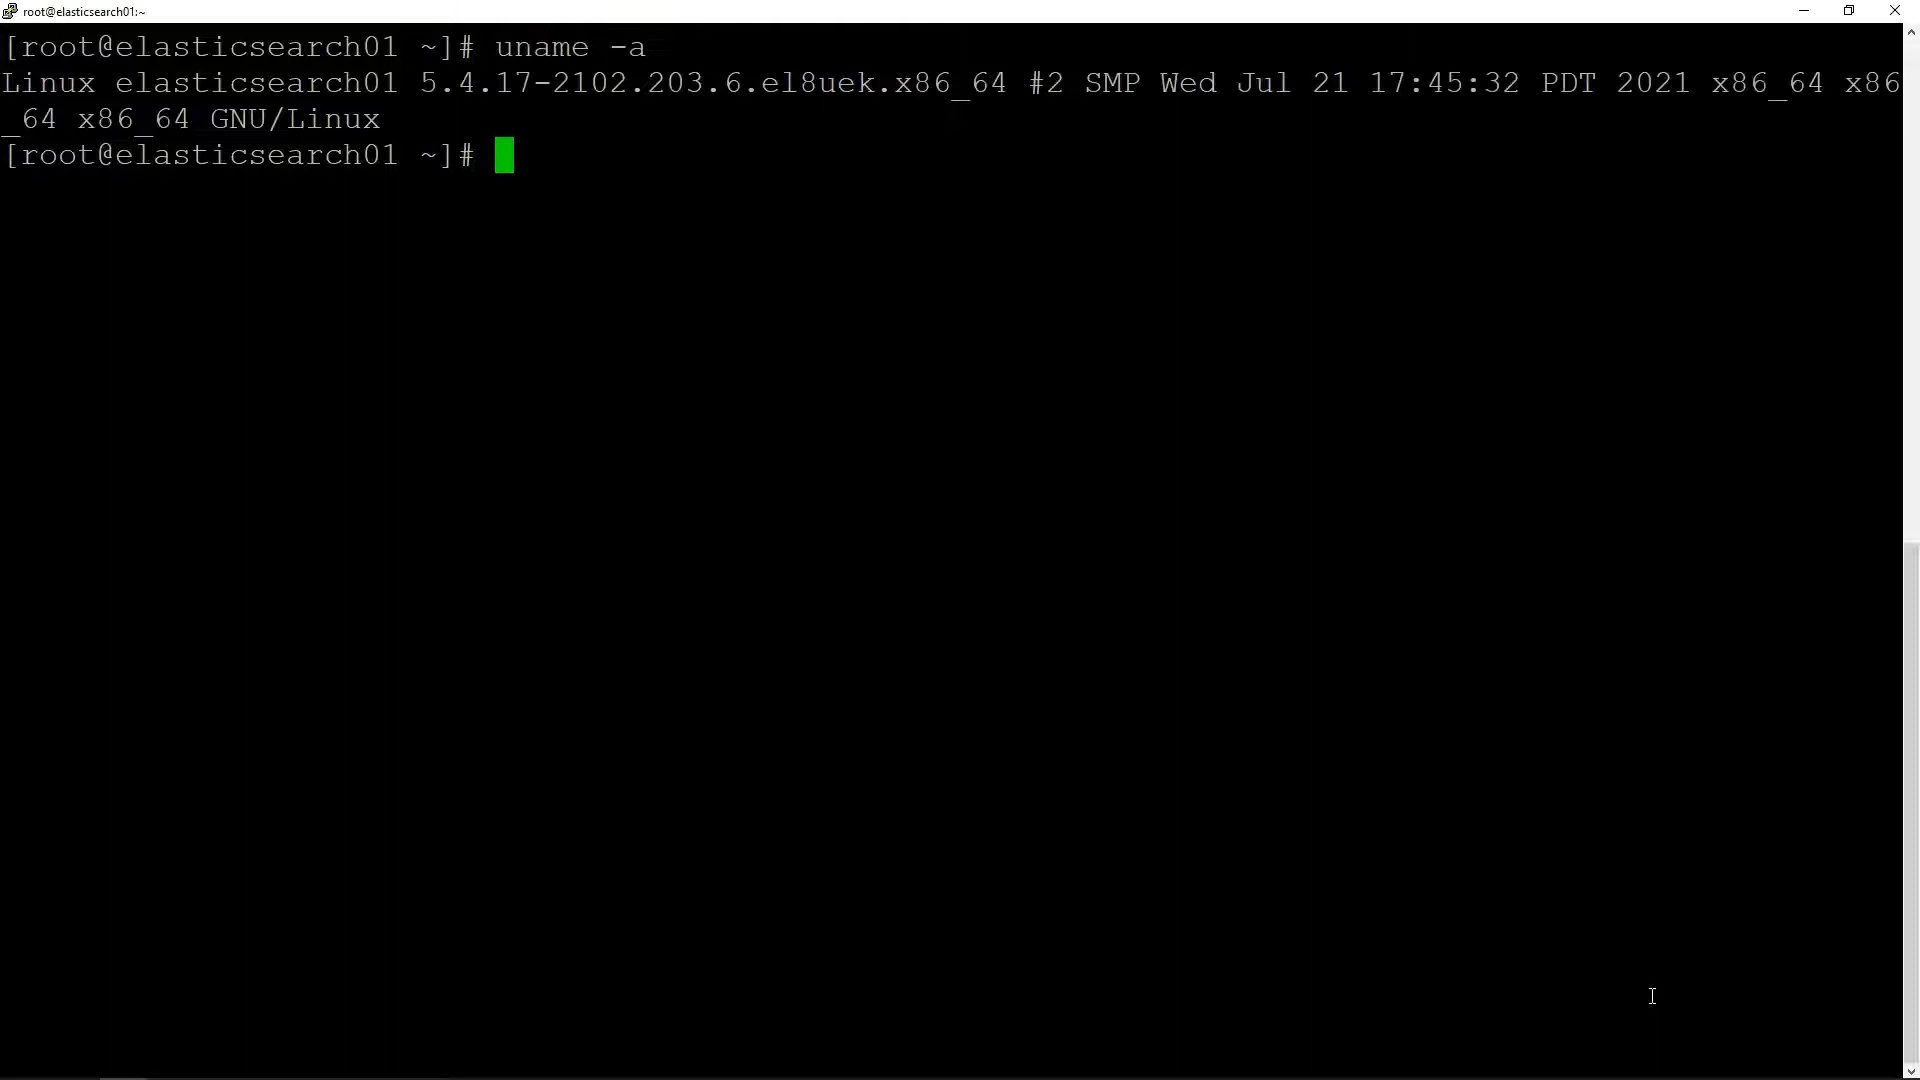 root@elasticsearch01:~
[root@elasticsearch01 ~]# uname -a
Linux elasticsearch01 5.4.17-2102.203.6.el8uek.x86_64 #2 SMP Wed Jul 21 17:45:32 PDT 2021 x86_64 x86
_64 x86_64 GNU/Linux
[root@elasticsearch01 ~]#